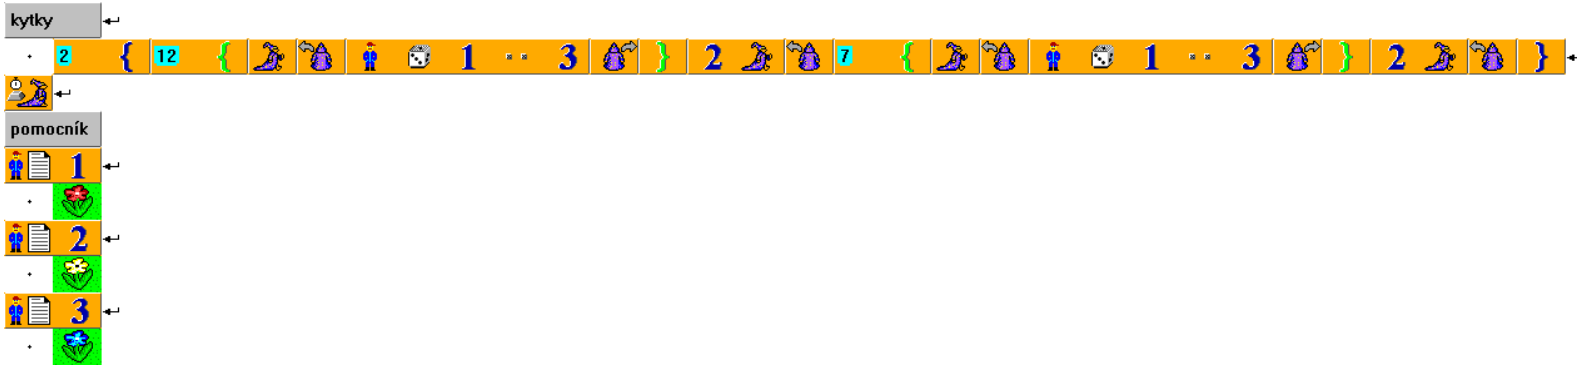 kytky
2 { 12 { 1 .. 3 } 2 7 { 1 .. 3 } 2 }
pomocník
1
2
3